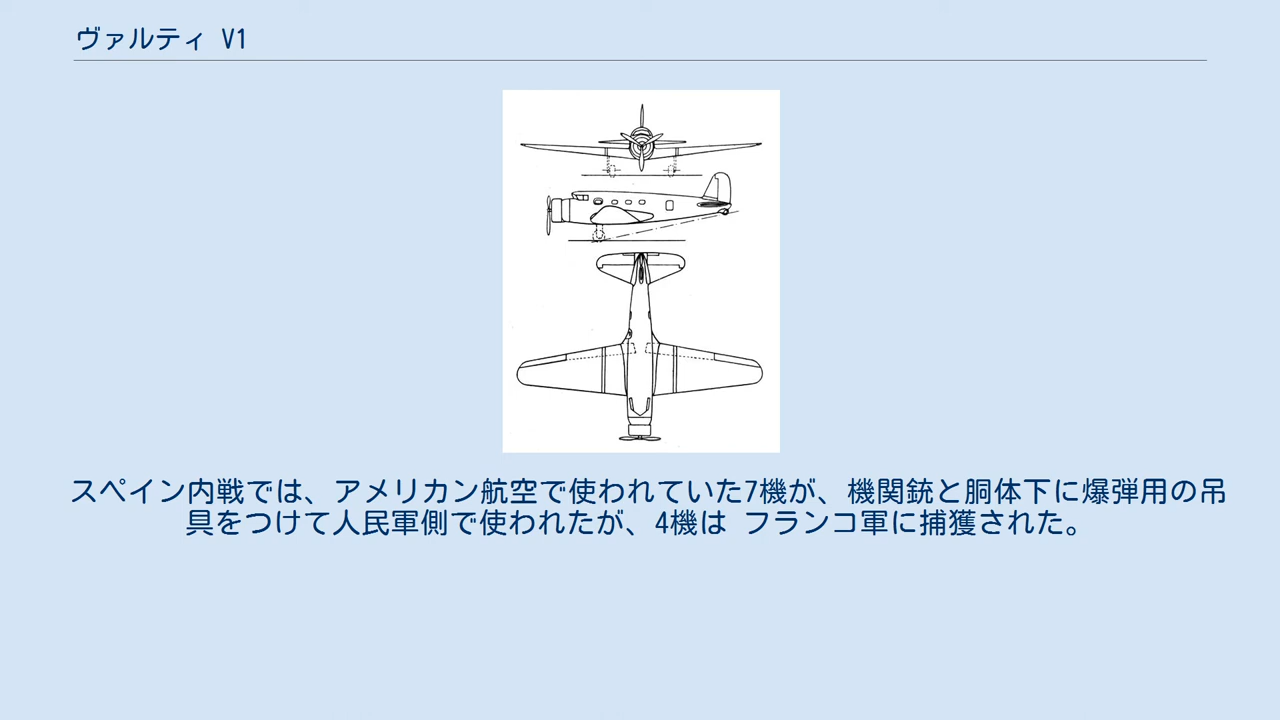 ヴァルティ V1
スペイン内戦では、アメリカン航空で使われていた7機が、機関銃と胴体下に爆弾用の吊
具をつけて人民軍側で使われたが、4機は フランコ軍に捕獲された。